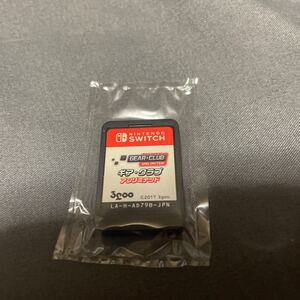 NINTENDO
SWITCH
GEAR•CLUB
UNLIMITED
ギア・クラブ
アンリミテッド
3goo
©2017 3goo
LA-H-AD79B-JPN